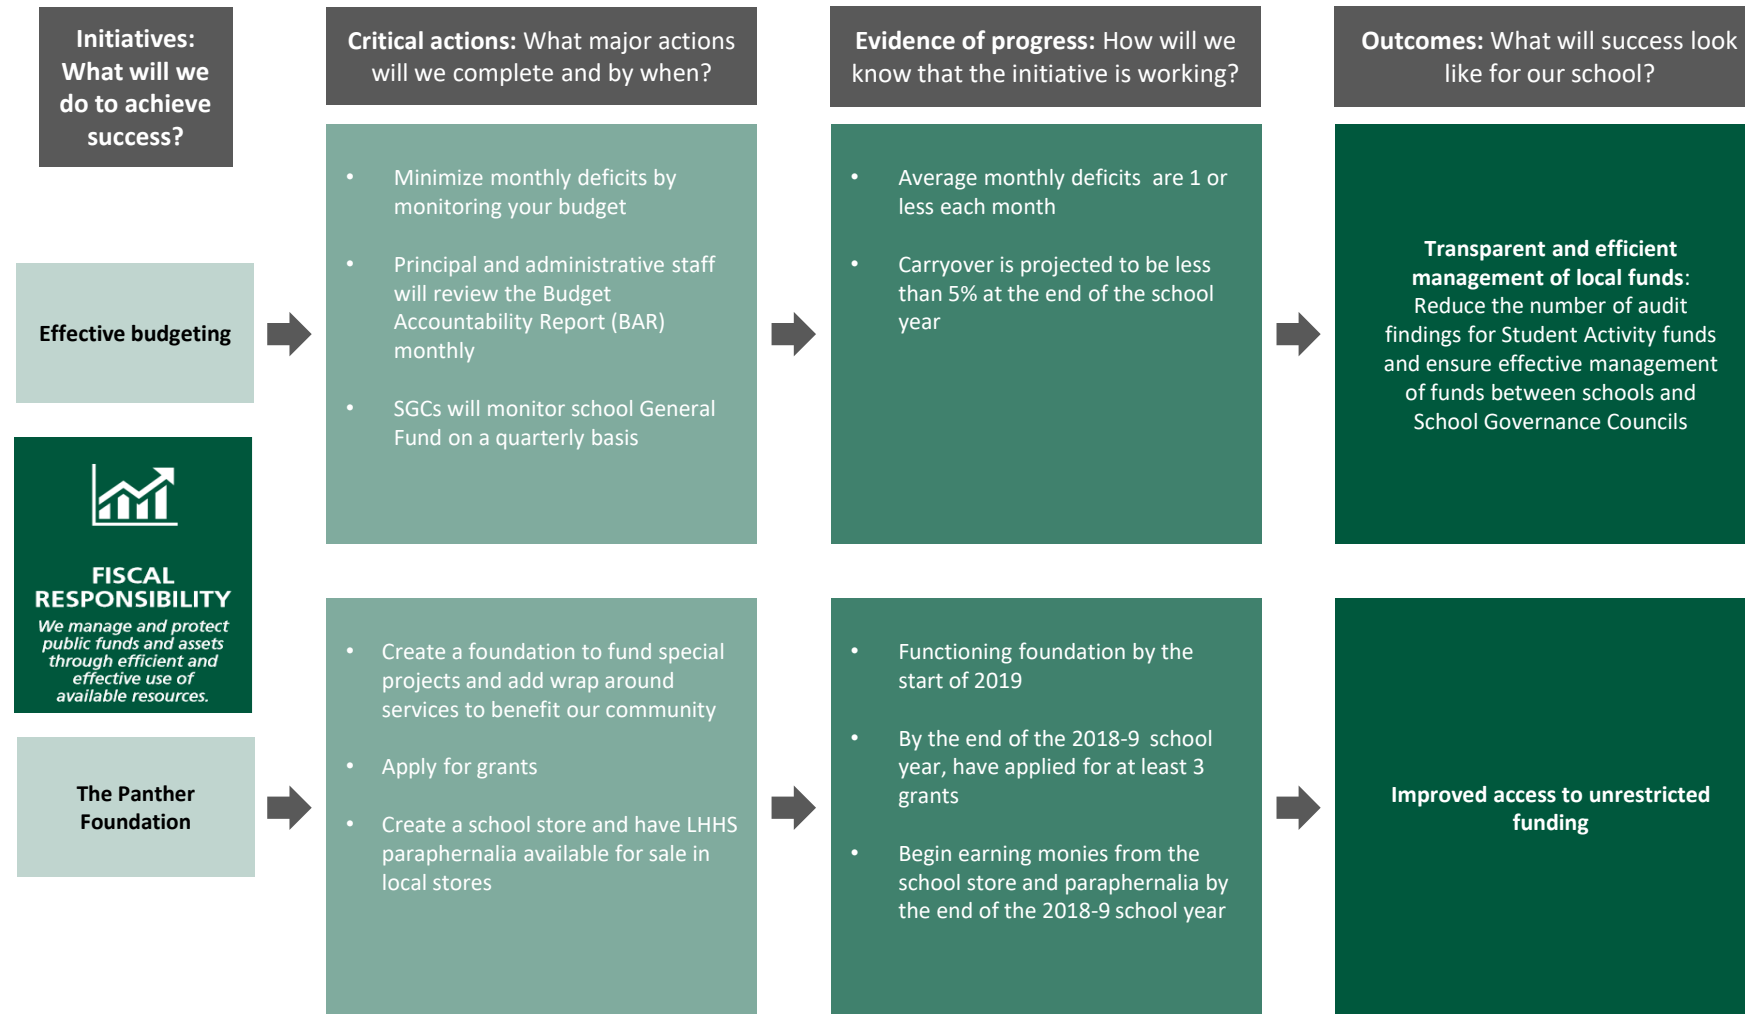 Initiatives:
What will we
do to achieve
success?
Critical actions: What major actions
will we complete and by when?
Evidence of progress: How will we
know that the initiative is working?
Outcomes: What will success look
like for our school?
Effective budgeting
• Minimize monthly deficits by
monitoring your budget
• Principal and administrative staff
will review the Budget
Accountability Report (BAR)
monthly
• SGCs will monitor school General
Fund on a quarterly basis
• Average monthly deficits are 1 or
less each month
• Carryover is projected to be less
than 5% at the end of the school
year
Transparent and efficient
management of local funds:
Reduce the number of audit
findings for Student Activity funds
and ensure effective management
of funds between schools and
School Governance Councils
FISCAL
RESPONSIBILITY
We manage and protect
public funds and assets
through efficient and
effective use of
available resources.
The Panther
Foundation
• Create a foundation to fund special
projects and add wrap around
services to benefit our community
• Apply for grants
• Create a school store and have LHHS
paraphernalia available for sale in
local stores
• Functioning foundation by the
start of 2019
• By the end of the 2018-9 school
year, have applied for at least 3
grants
• Begin earning monies from the
school store and paraphernalia by
the end of the 2018-9 school year
Improved access to unrestricted
funding